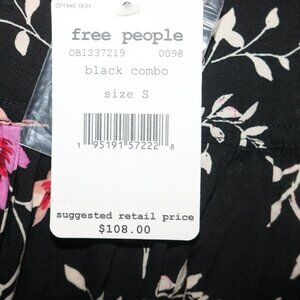 free people
OB1237219 0098
black combo
size S
1 95191 57222 8
suggested retail price
$108.00